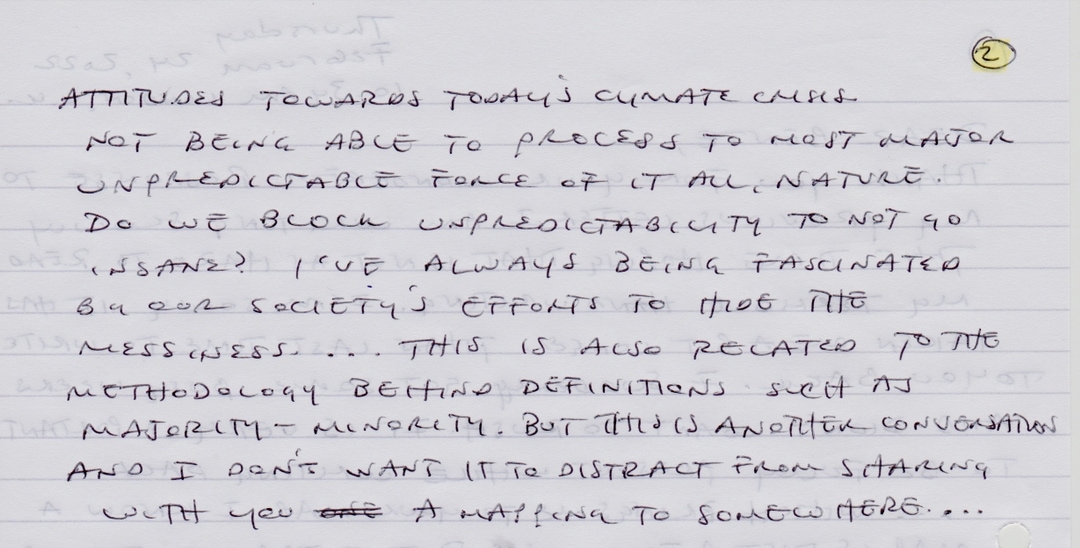 2
ATTITUDES TOWARDS TODAY'S CLIMATE CRISIS
NOT BEING ABLE TO PROCESS TO MOST MAJOR
UNPREDICTABLE FORCE OF IT ALL, NATURE.
DO WE BLOCK UNPREDICTABILITY TO NOT GO
INSANE? I'VE ALWAYS BEING FASCINATED
BY OUR SOCIETY'S EFFORTS TO HIDE THE
MESSINESS.... THIS IS ALSO RELATED TO THE
METHODOLOGY BEHIND DEFINITIONS SUCH AS
MAJORITY - MINORITY. BUT THIS IS ANOTHER CONVERSATION
AND I DON'T WANT IT TO DISTRACT FROM SHARING
WITH YOU A MAPPING TO SOMEWHERE....